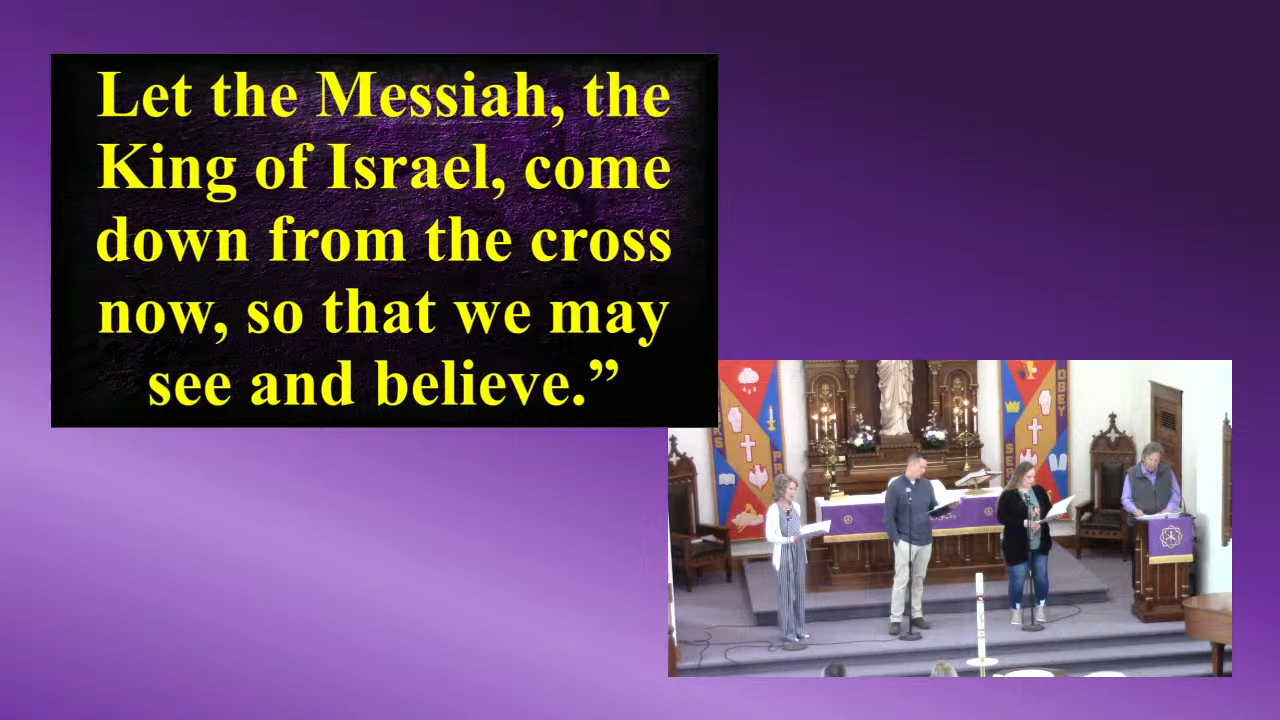 Let the Messiah, the
King of Israel, come
down from the cross
now, so that we may
see and believe.”
OBEY